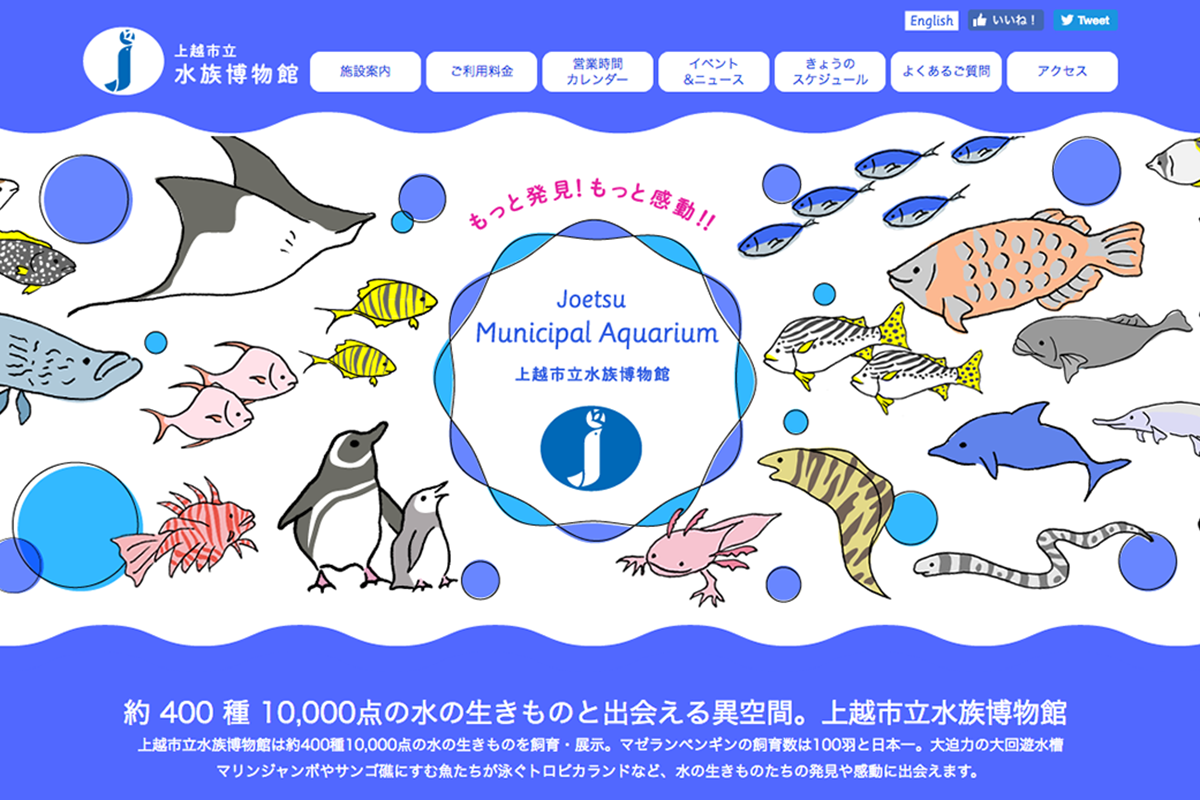 English
いいね！
Tweet
上越市立
水族博物館
施設案内
ご利用料金
営業時間
カレンダー
イベント
&ニュース
きょうの
スケジュール
よくあるご質問
アクセス
もっと発見！もっと感動！！
Joetsu
Municipal Aquarium
上越市立水族博物館
約 400 種 10,000点の水の生きものと出会える異空間。上越市立水族博物館
上越市立水族博物館は約400種10,000点の水の生きものを飼育・展示。マゼランペンギンの飼育数は100羽と日本一。大迫力の大回遊水槽
マリンジャンボやサンゴ礁にすむ魚たちが泳ぐトロピカランドなど、水の生きものたちの発見や感動に出会えます。